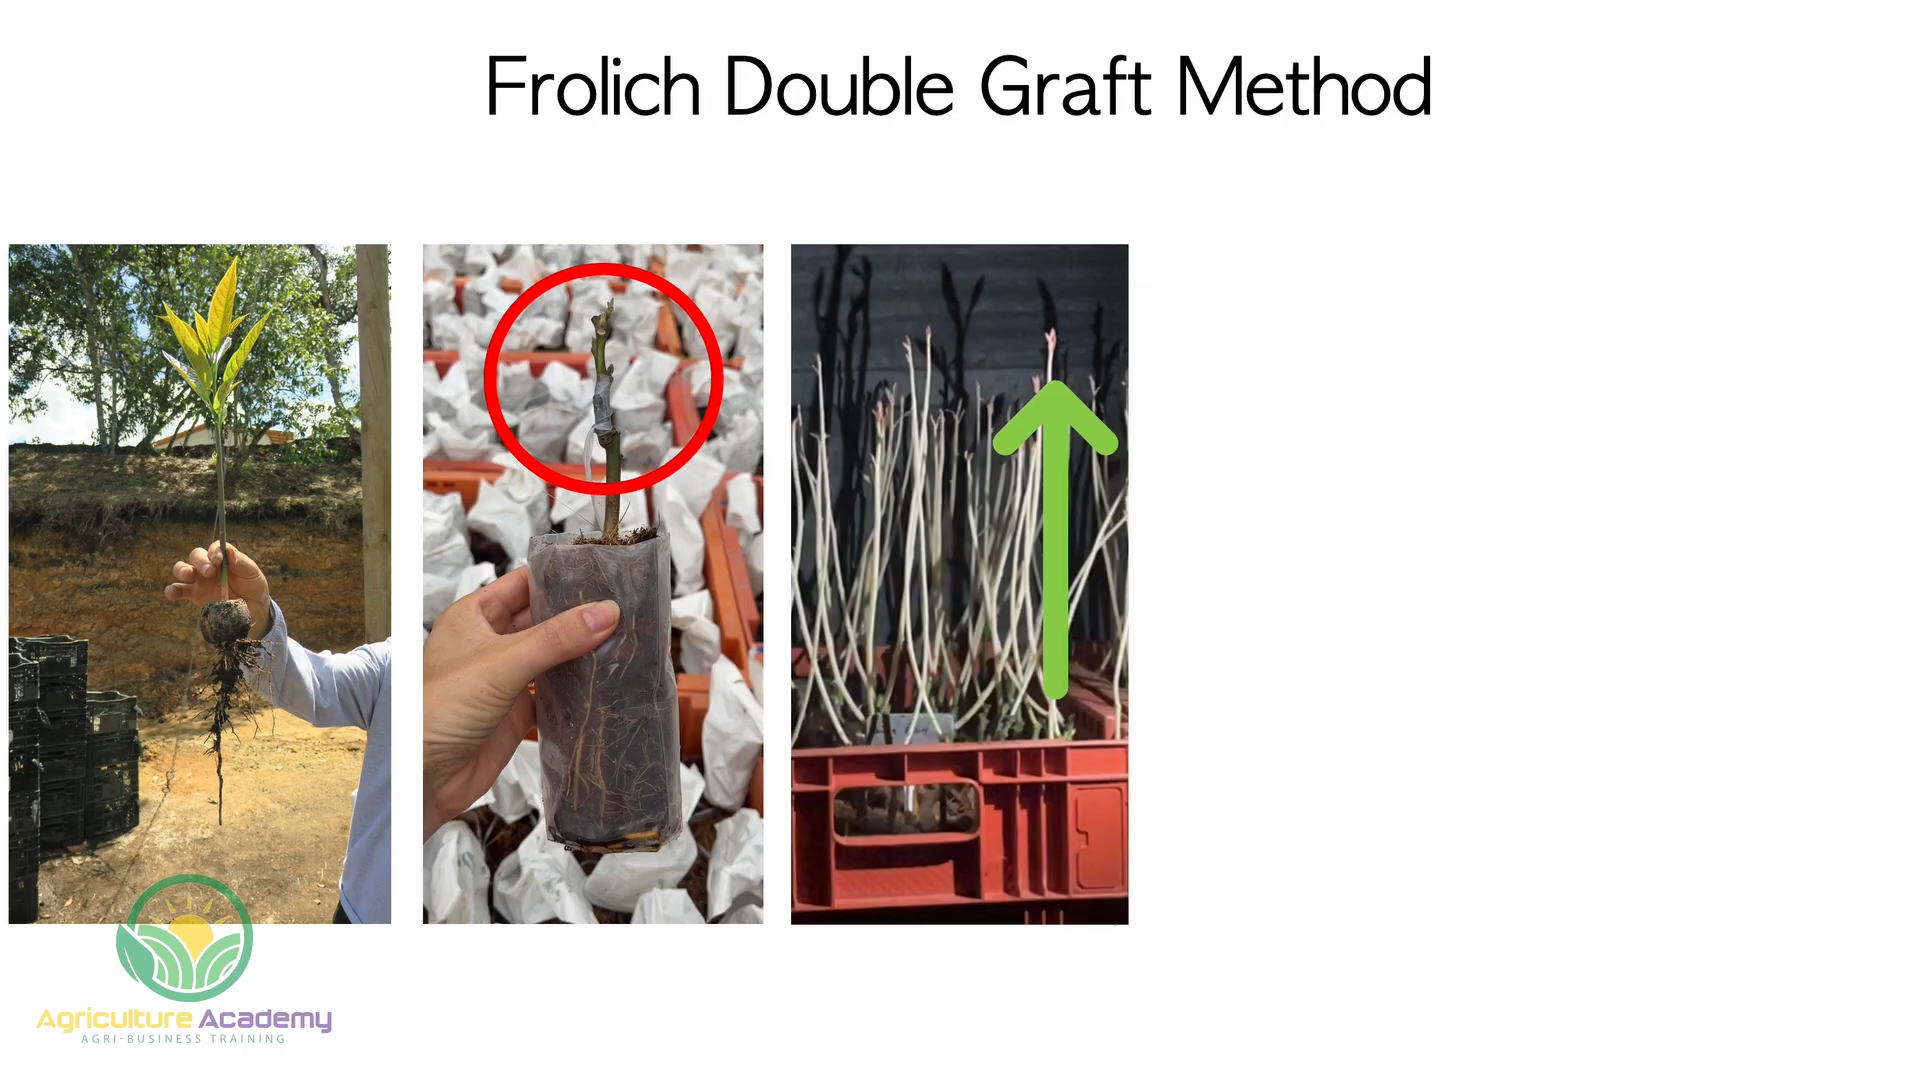 Frolich Double Graft Method
Agriculture Academy
AGRI-BUSINESS TRAINING